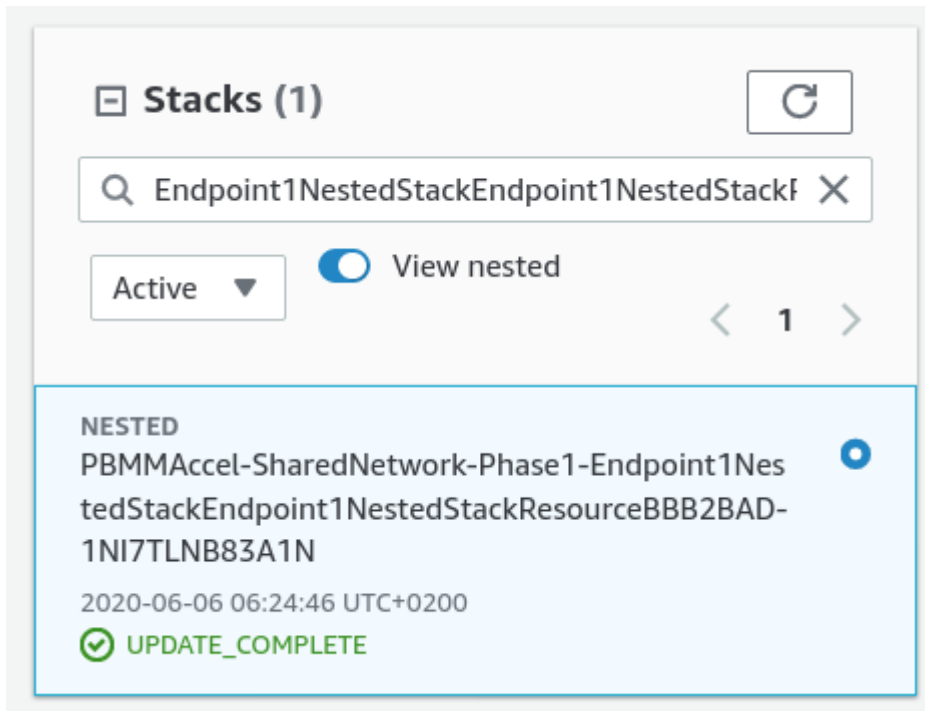 Stacks (1)
Endpoint1NestedStackEndpoint1NestedStack
Active
View nested
1
NESTED
PBMMAccel-SharedNetwork-Phase1-Endpoint1Nes
tedStackEndpoint1NestedStackResourceBBB2BAD-
1NI7TLNB83A1N
2020-06-06 06:24:46 UTC+0200
UPDATE_COMPLETE